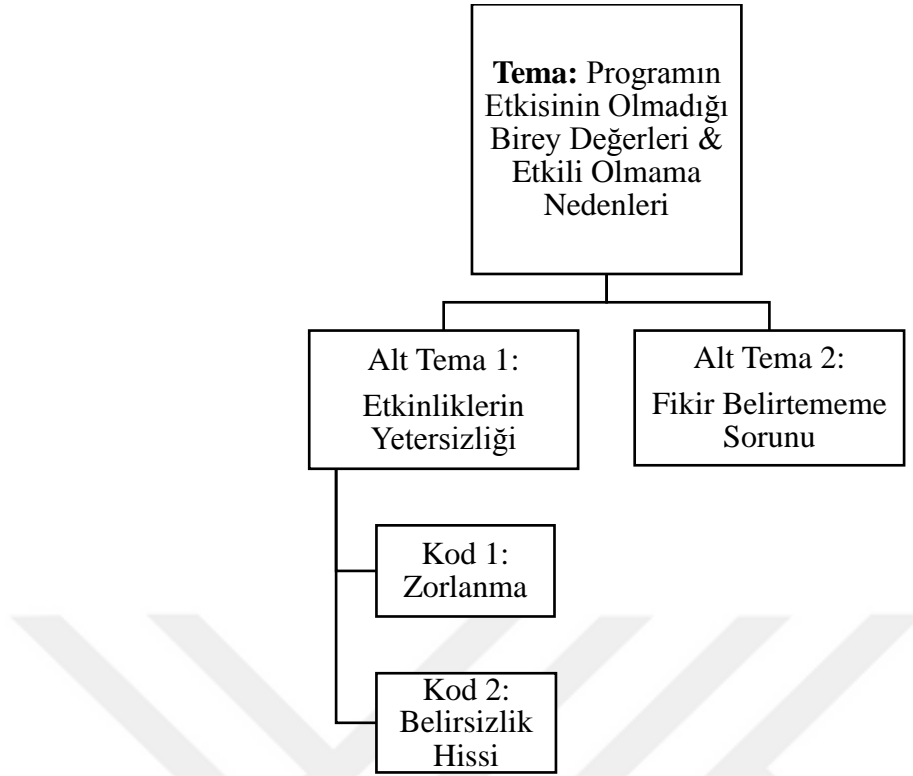 Tema: Programın
Etkisinin Olmadığı
Birey Değerleri &
Etkili Olmama
Nedenleri
Alt Tema 1:
Etkinliklerin
Yetersizliği
Alt Tema 2:
Fikir Belirtememe
Sorunu
Kod 1:
Zorlanma
Kod 2:
Belirsizlik
Hissi